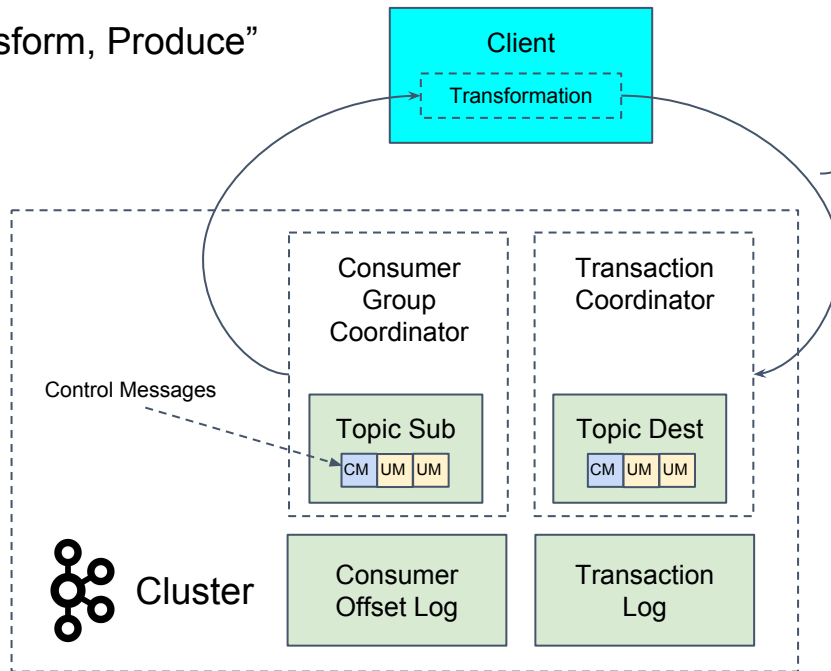 sform, Produce”
Client
Transformation
Consumer
Group
Coordinator
Transaction
Coordinator
Control Messages
Topic Sub
CM UM UM
Topic Dest
CM UM UM
Cluster
Consumer
Offset Log
Transaction
Log